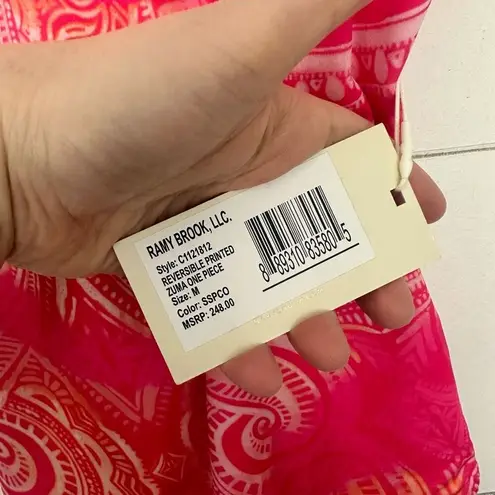 RAMY BROOK, LLC.
Style: C1121812
REVERSIBLE PRINTED
ZUMA ONE PIECE
Size: M
Color: SSPCO
MSRP: 248.00
8 89310 83580 5